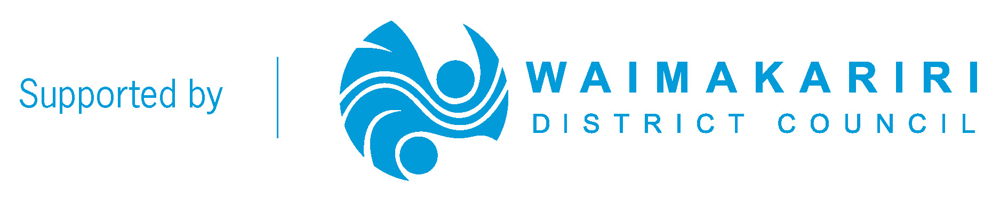 Supported by
WAIMAKARIRI
DISTRICT COUNCIL